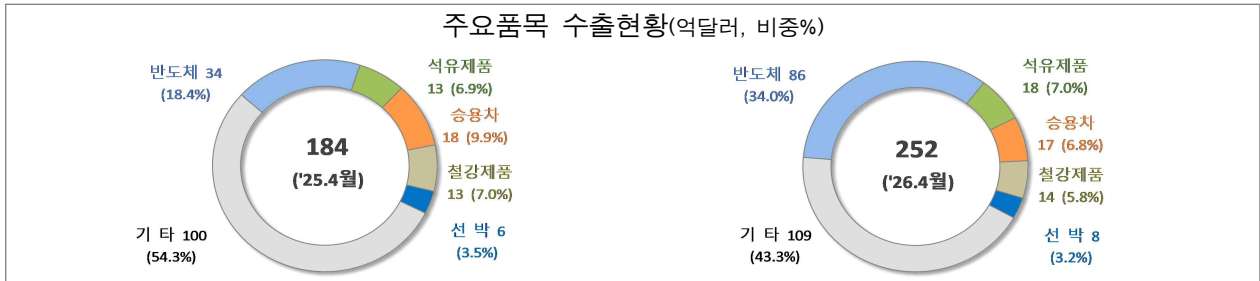 주요품목 수출현황(억달러, 비중%)
반도체 34
(18.4%)
석유제품
13 (6.9%)
승용차
18 (9.9%)
184
('25.4월)
철강제품
13 (7.0%)
기 타 100
(54.3%)
선 박 6
(3.5%)
반도체 86
(34.0%)
석유제품
18 (7.0%)
승용차
17 (6.8%)
252
('26.4월)
철강제품
14 (5.8%)
기 타 109
(43.3%)
선 박 8
(3.2%)